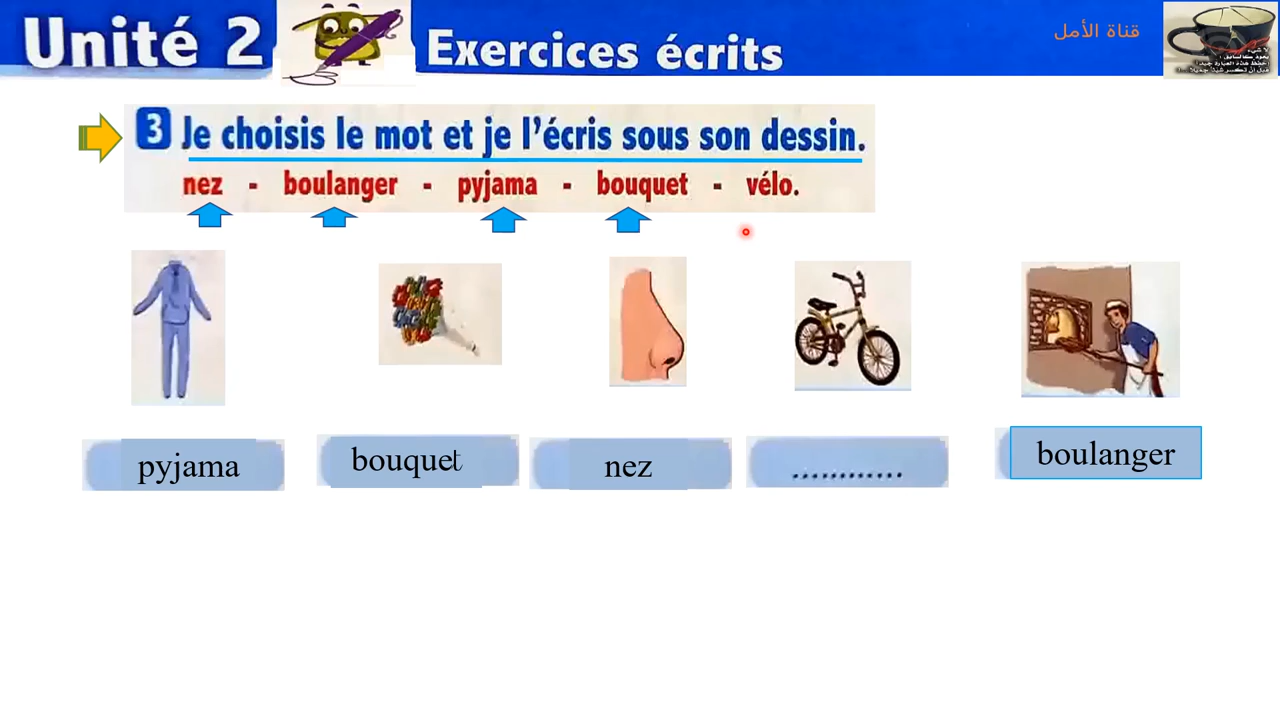 Unité 2 Exercices écrits
قناة الأمل
3 Je choisis le mot et je l'écris sous son dessin.
nez - boulanger - pyjama - bouquet - vélo.
pyjama bouquet nez ............ boulanger